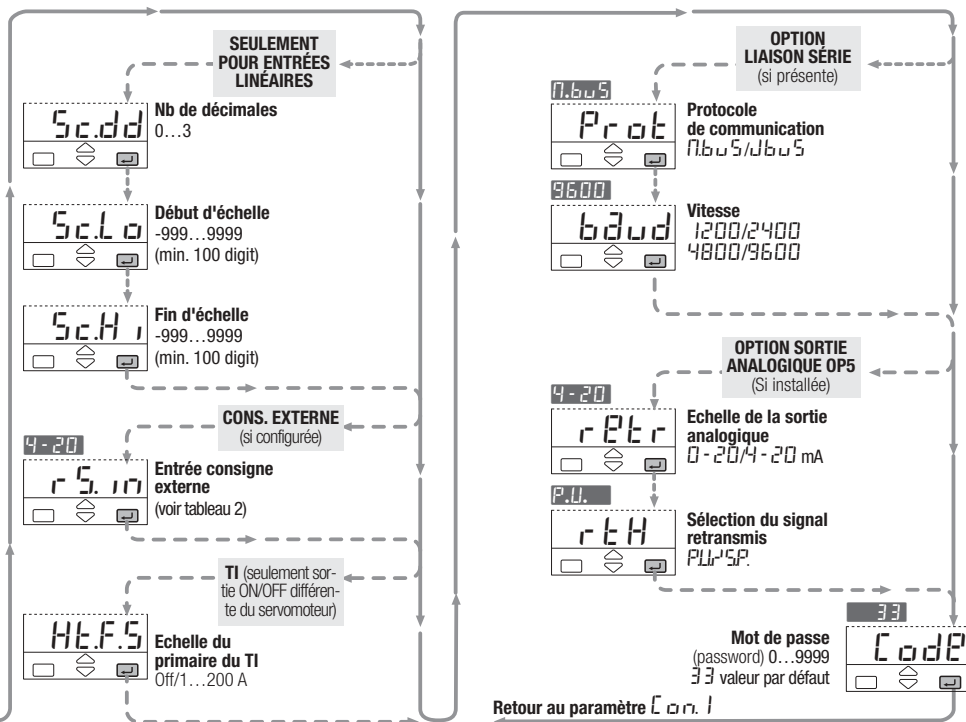 SEULEMENT
POUR ENTRÉES
LINÉAIRES
Sc.dd
Nb de décimales
0…3
Sc.Lo
Début d'échelle
-999…9999
(min. 100 digit)
Sc.Hi
Fin d'échelle
-999…9999
(min. 100 digit)
CONS. EXTERNE
(si configurée)
4-20
rS.in
Entrée consigne
externe
(voir tableau 2)
TI (seulement sor-
tie ON/OFF différen-
te du servomoteur)
Ht.F.S
Echelle du
primaire du TI
Off/1…200 A
OPTION
LIAISON SÉRIE
(si présente)
M.buS
Prot
Protocole
de communication
M.buS/JbuS
9600
baud
Vitesse
1200/2400
4800/9600
OPTION SORTIE
ANALOGIQUE OP5
(Si installée)
4-20
retr
Echelle de la sortie
analogique
0-20/4-20 mA
P.U.
rtH
Sélection du signal
retransmis
P.U./S.P.
33
Code
Mot de passe
(password) 0…9999
33 valeur par défaut
Retour au paramètre Con.1